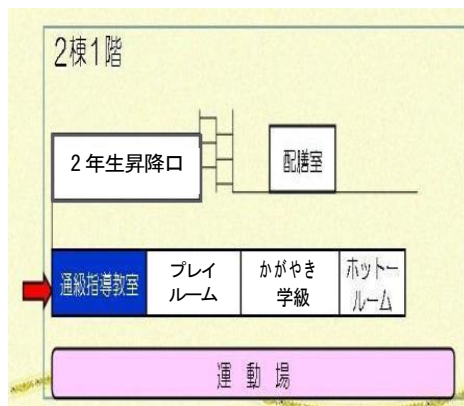 2棟1階
2年生昇降口
配膳室
通級指導教室
プレイ
ルーム
かがやき
学級
ホットー
ルーム
運動場